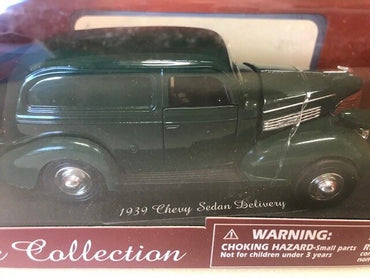 1939 Chevy Sedan Delivery
Collection
WARNING:
CHOKING HAZARD-Small parts
Not for children under 3 years